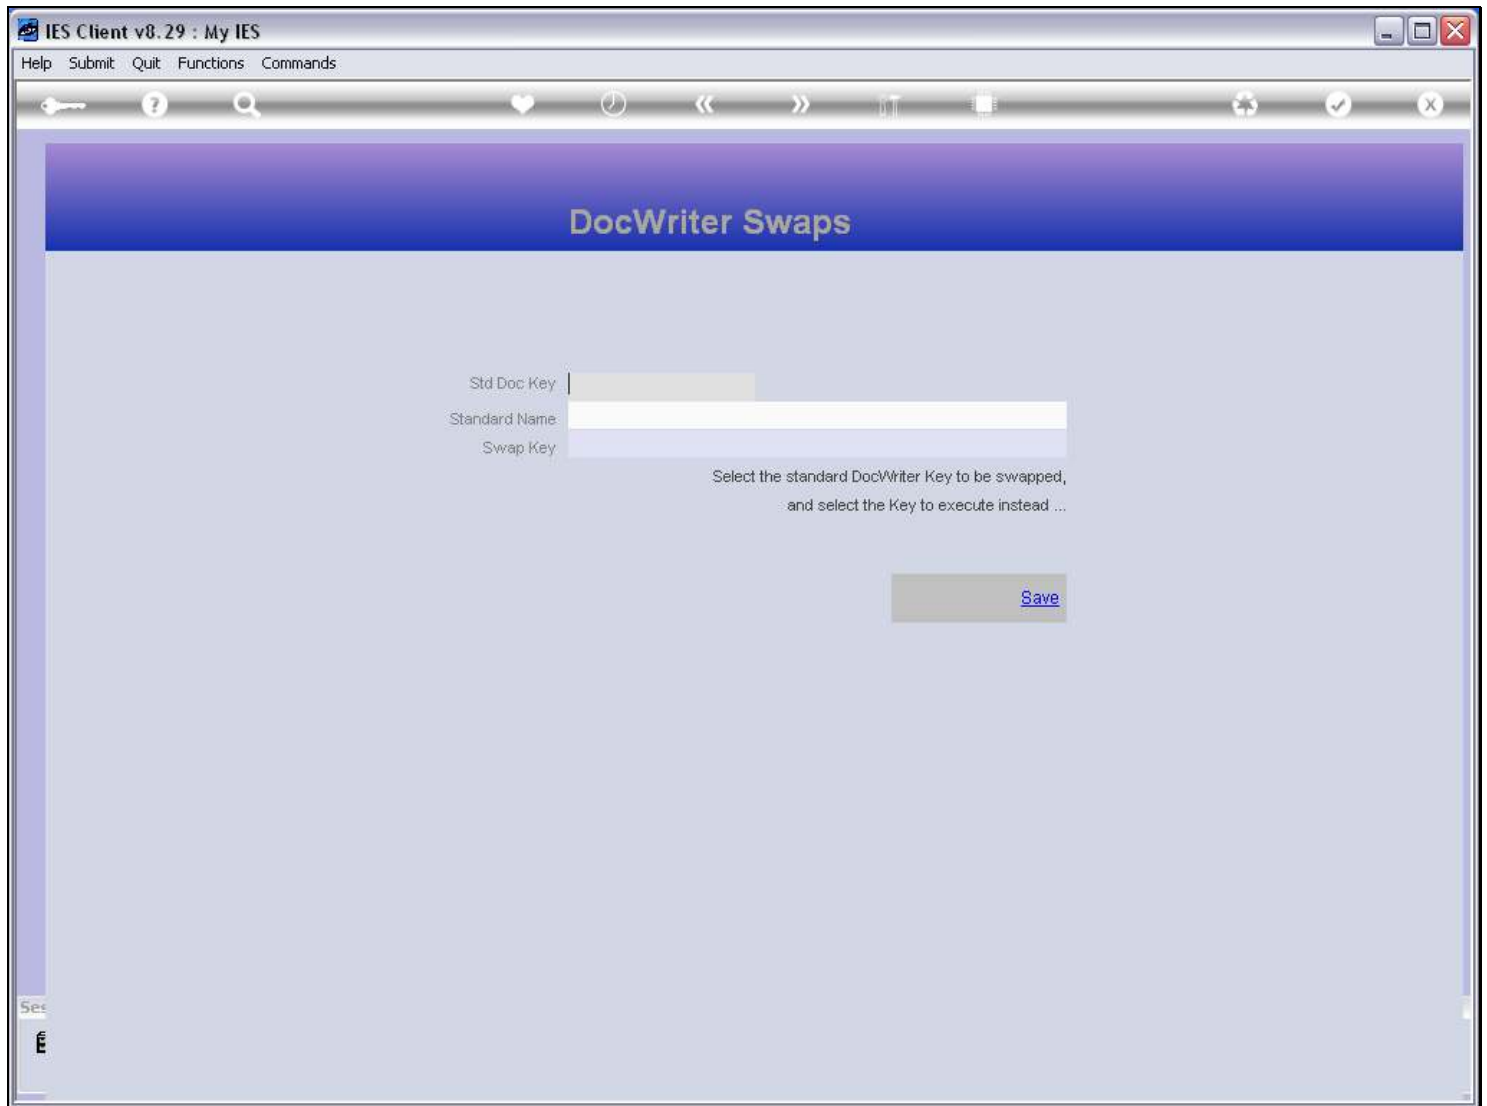 IES Client v8.29 : My IES
Help Submit Quit Functions Commands
DocWriter Swaps
Std Doc Key
Standard Name
Swap Key
Select the standard DocWriter Key to be swapped,
and select the Key to execute instead ...
Save